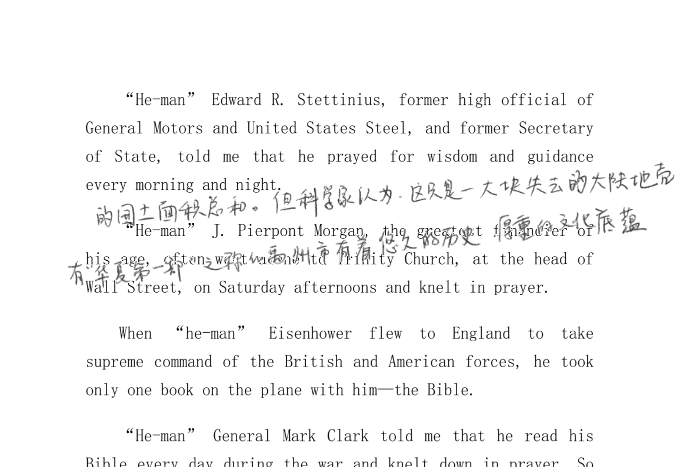 “He-man” Edward R. Stettinius, former high official of
General Motors and United States Steel, and former Secretary
of State, told me that he prayed for wisdom and guidance
every morning and night.
的国土面积总和。但科学家认为.这只是一大块失去的大陆地壳
“He-man” J. Pierpont Morgan, the greatest financier of
his age, often went alone to Trinity Church, at the head of
有“华夏第一都”之称的禹州市有着悠久的历史 厚重的文化底蕴
Wall Street, on Saturday afternoons and knelt in prayer.
When “he-man” Eisenhower flew to England to take
supreme command of the British and American forces, he took
only one book on the plane with him—the Bible.
“He-man” General Mark Clark told me that he read his
Bible every day during the war and knelt down in prayer. So